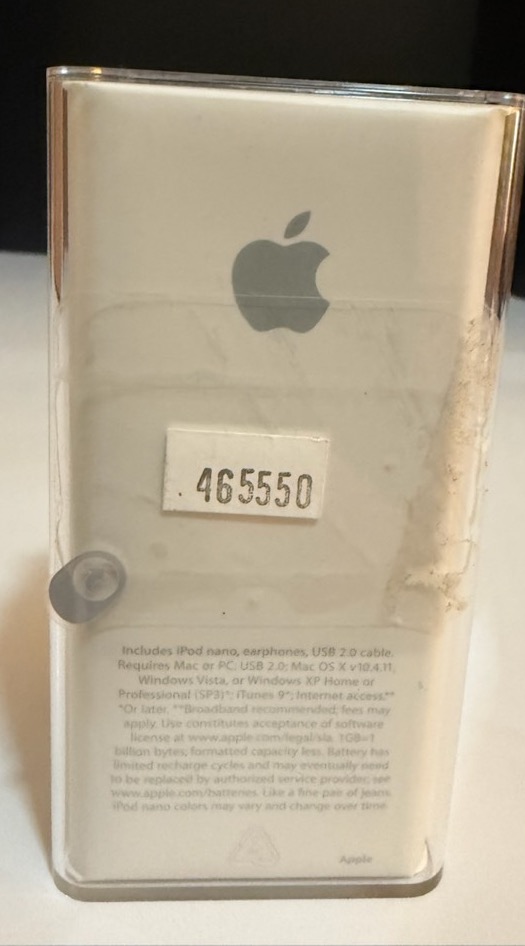 465550
Includes iPod nano, earphones, USB 2.0 cable.
Requires Mac or PC: USB 2.0; Mac OS X v10.4.11,
Windows Vista, or Windows XP Home or
Professional (SP3)*; iTunes 9*; Internet access.**
*Or later. **Broadband recommended; fees may
apply. Use constitutes acceptance of software
license at www.apple.com/legal/sla. 1GB=1
billion bytes; formatted capacity less. Battery has
limited recharge cycles and may eventually need
to be replaced by authorized service provider; see
www.apple.com/batteries. Like a fine pair of jeans,
iPod nano colors may vary and change over time.
Apple